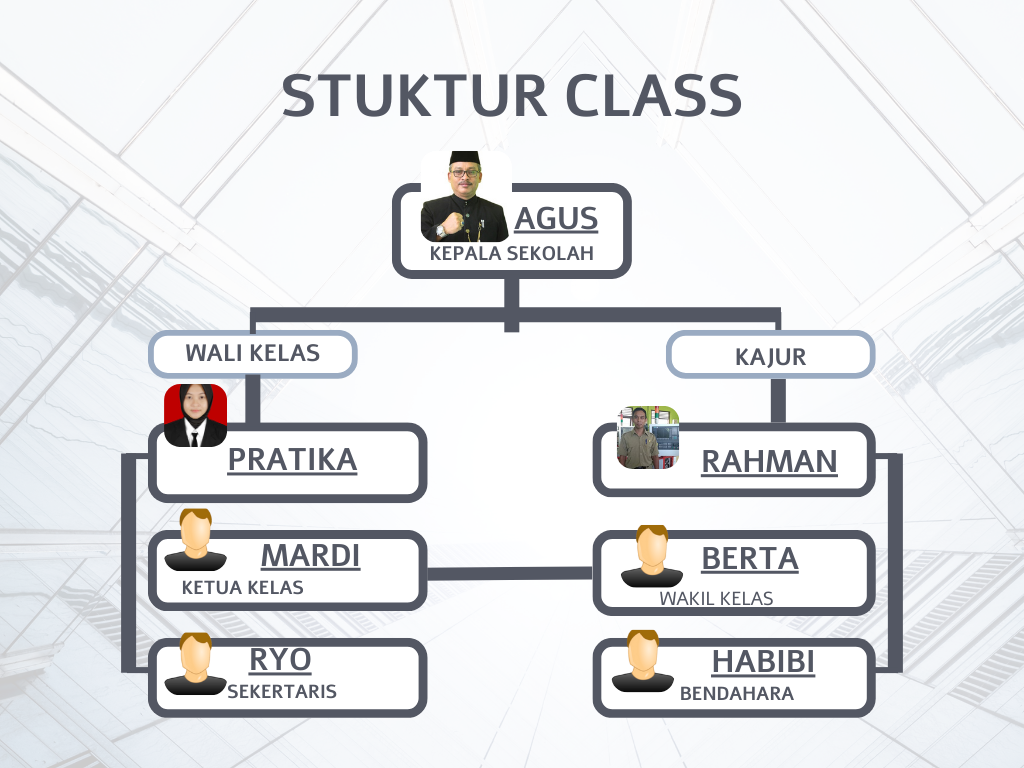 STUKTUR CLASS
AGUS
KEPALA SEKOLAH
WALI KELAS
KAJUR
PRATIKA
RAHMAN
MARDI
KETUA KELAS
BERTA
WAKIL KELAS
RYO
SEKERTARIS
HABIBI
BENDAHARA